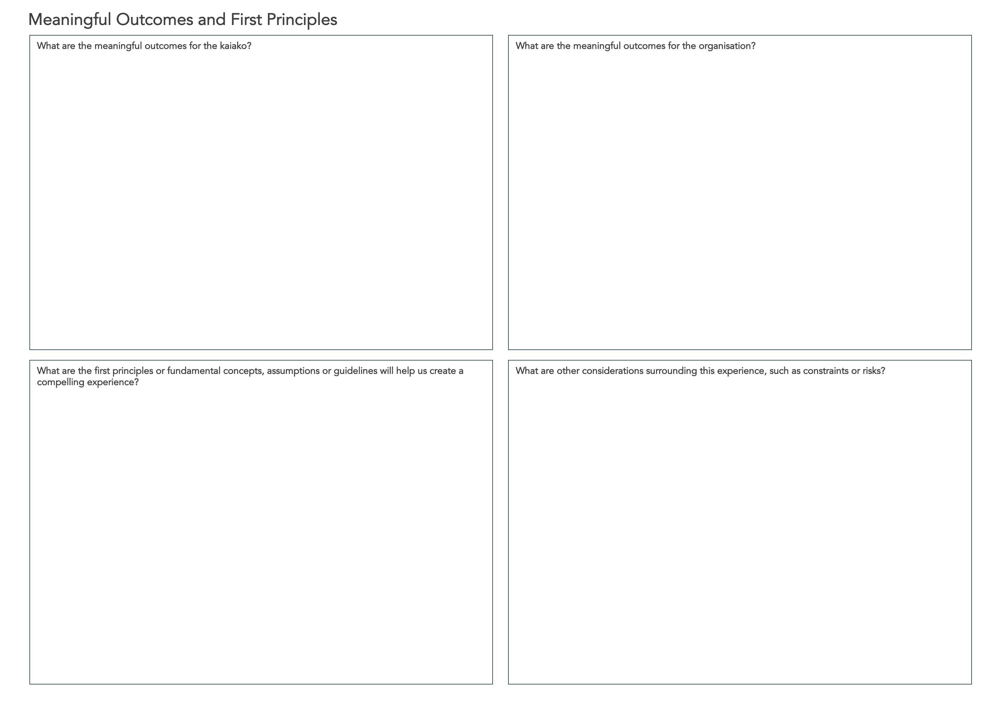 Meaningful Outcomes and First Principles
What are the meaningful outcomes for the kaiako?
What are the meaningful outcomes for the organisation?
What are the first principles or fundamental concepts, assumptions or guidelines will help us create a
compelling experience?
What are other considerations surrounding this experience, such as constraints or risks?